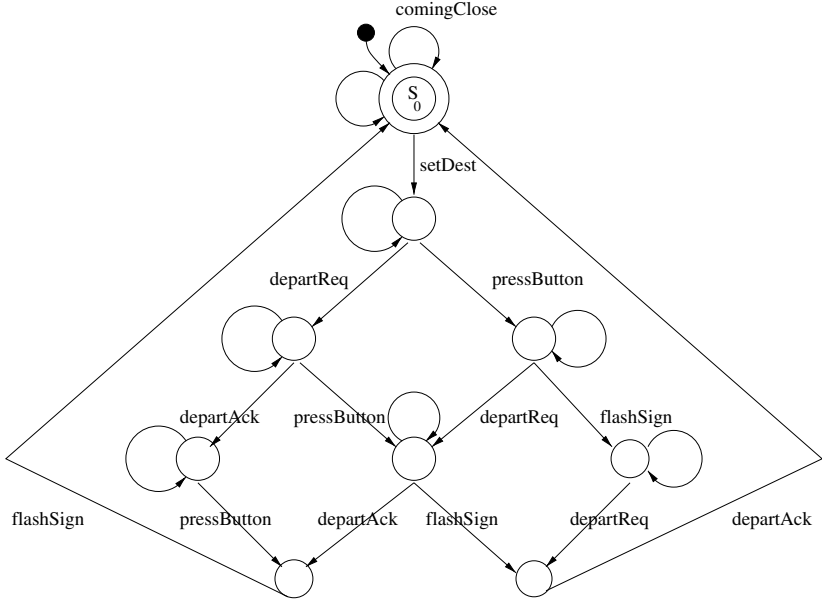 comingClose
S
0
setDest
departReq
pressButton
departAck
pressButton
departReq
flashSign
flashSign
pressButton
departAck
flashSign
departReq
departAck